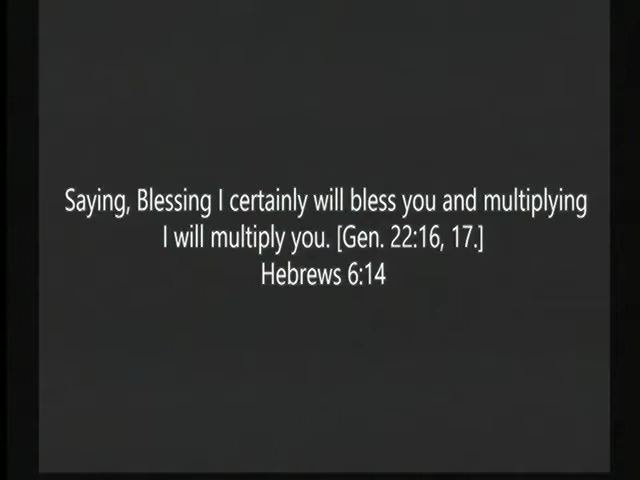 Saying, Blessing I certainly will bless you and multiplying
I will multiply you. [Gen. 22:16, 17.]
Hebrews 6:14